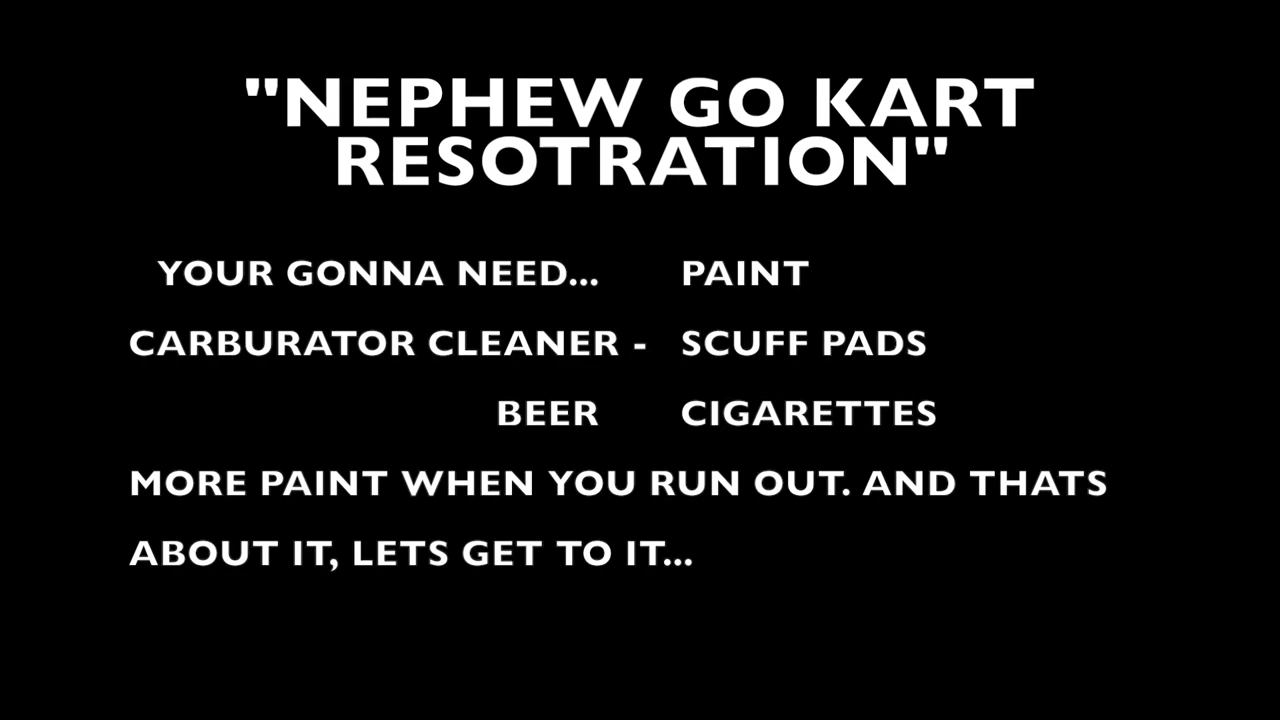 "NEPHEW GO KART
RESOTRATION"
YOUR GONNA NEED... PAINT
CARBURATOR CLEANER - SCUFF PADS
BEER CIGARETTES
MORE PAINT WHEN YOU RUN OUT. AND THATS
ABOUT IT, LETS GET TO IT...